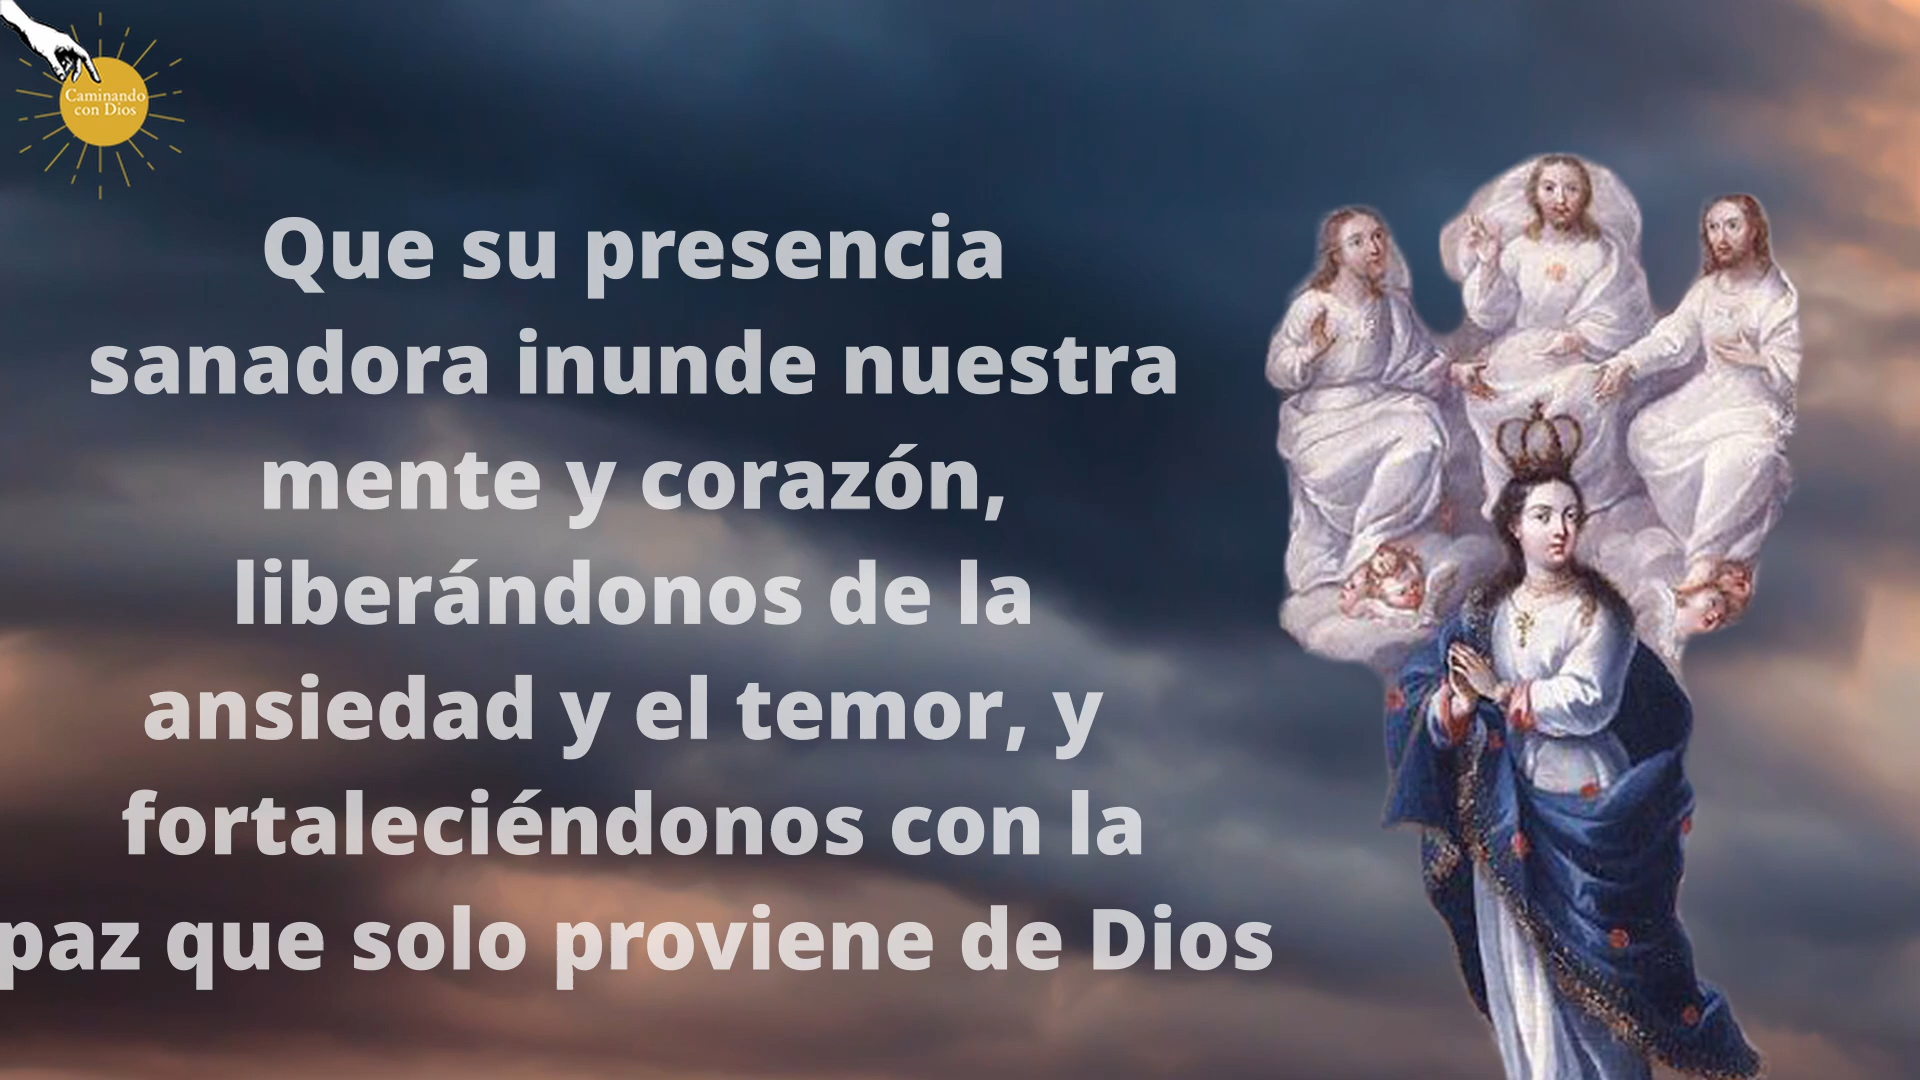 Caminando
con Dios
Que su presencia
sanadora inunde nuestra
mente y corazón,
liberándonos de la
ansiedad y el temor, y
fortaleciéndonos con la
paz que solo proviene de Dios